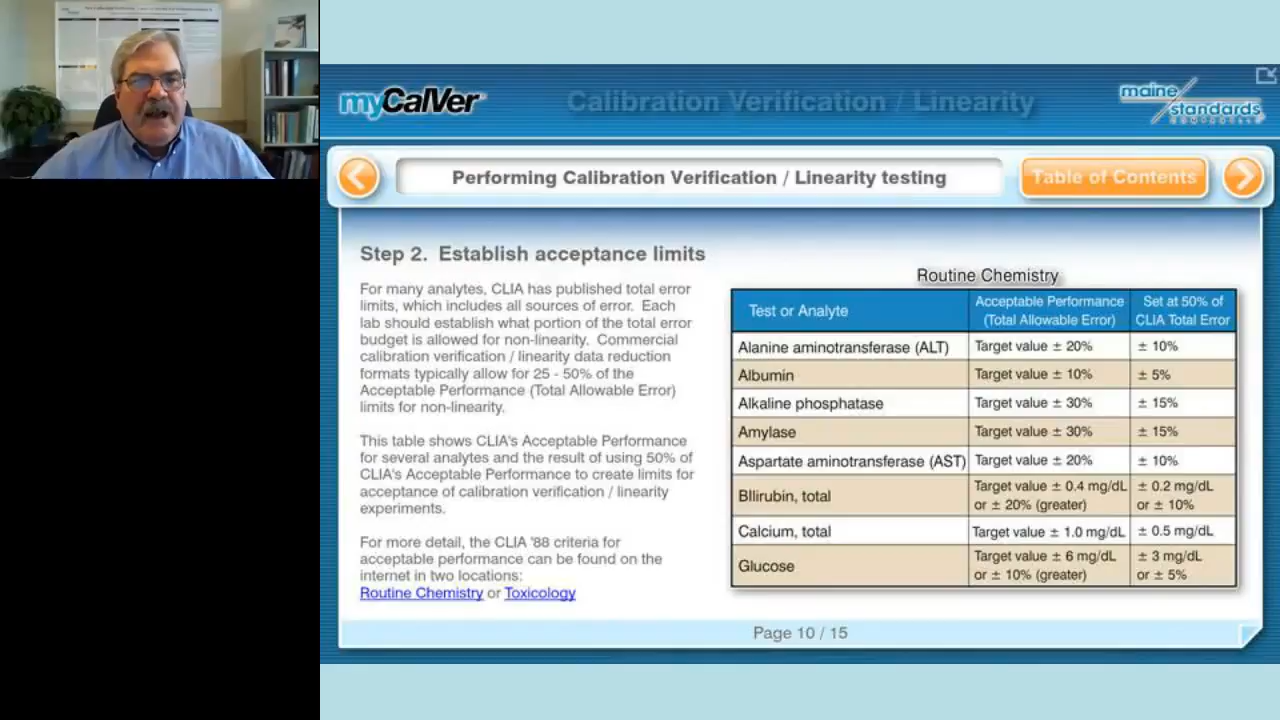 myCalVer
Calibration Verification / Linearity
maine
standards
Performing Calibration Verification / Linearity testing
Table of Contents
Step 2.  Establish acceptance limits
For many analytes, CLIA has published total error
limits, which includes all sources of error.  Each
lab should establish what portion of the total error
budget is allowed for non-linearity.  Commercial
calibration verification / linearity data reduction
formats typically allow for 25 - 50% of the
Acceptable Performance (Total Allowable Error)
limits for non-linearity.
This table shows CLIA's Acceptable Performance
for several analytes and the result of using 50% of
CLIA's Acceptable Performance to create limits for
acceptance of calibration verification / linearity
experiments.
For more detail, the CLIA '88 criteria for
acceptable performance can be found on the
internet in two locations:
Routine Chemistry or Toxicology
Routine Chemistry
Test or Analyte
Acceptable Performance
(Total Allowable Error)
Set at 50% of
CLIA Total Error
Alanine aminotransferase (ALT) Target value ± 20% ± 10%
Albumin Target value ± 10% ± 5%
Alkaline phosphatase Target value ± 30% ± 15%
Amylase Target value ± 30% ± 15%
Aspartate aminotransferase (AST) Target value ± 20% ± 10%
BIlirubin, total
Target value ± 0.4 mg/dL
or ± 20% (greater)
± 0.2 mg/dL
or ± 10%
Calcium, total Target value ± 1.0 mg/dL ± 0.5 mg/dL
Glucose
Target value ± 6 mg/dL
or ± 10% (greater)
± 3 mg/dL
or ± 5%
Page 10 / 15